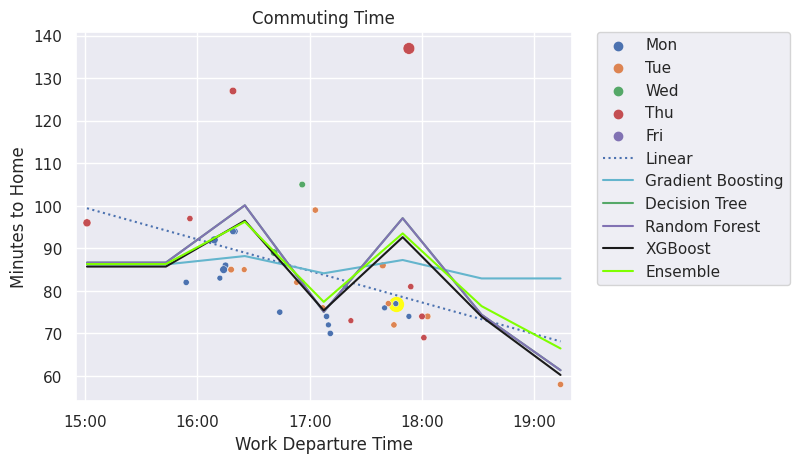 Commuting Time
140
130
120
110
100
90
80
70
60
Minutes to Home
15:00
16:00
17:00
18:00
19:00
Work Departure Time
Mon
Tue
Wed
Thu
Fri
Linear
Gradient Boosting
Decision Tree
Random Forest
XGBoost
Ensemble